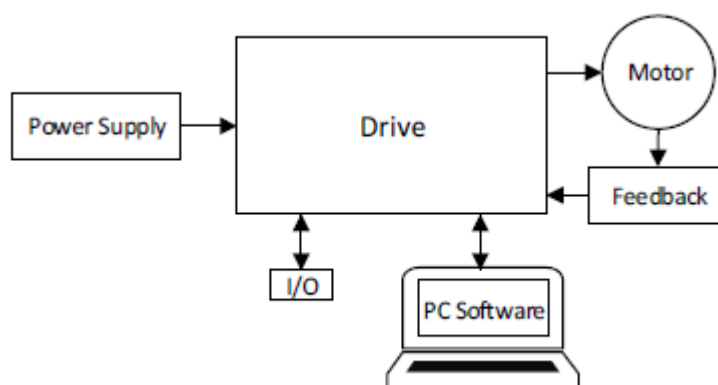 Motor
Power Supply
Drive
Feedback
I/O
PC Software